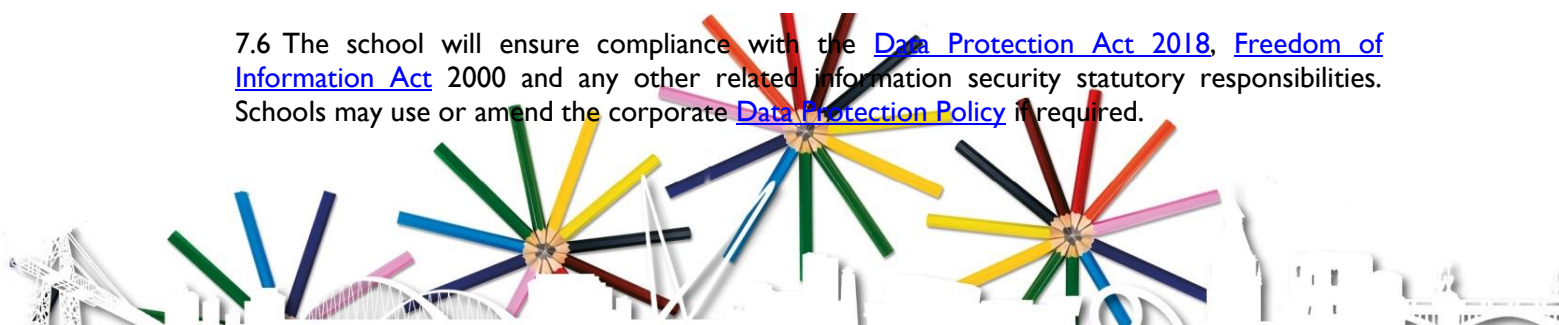 7.6 The school will ensure compliance with the Data Protection Act 2018, Freedom of
Information Act 2000 and any other related information security statutory responsibilities.
Schools may use or amend the corporate Data Protection Policy if required.